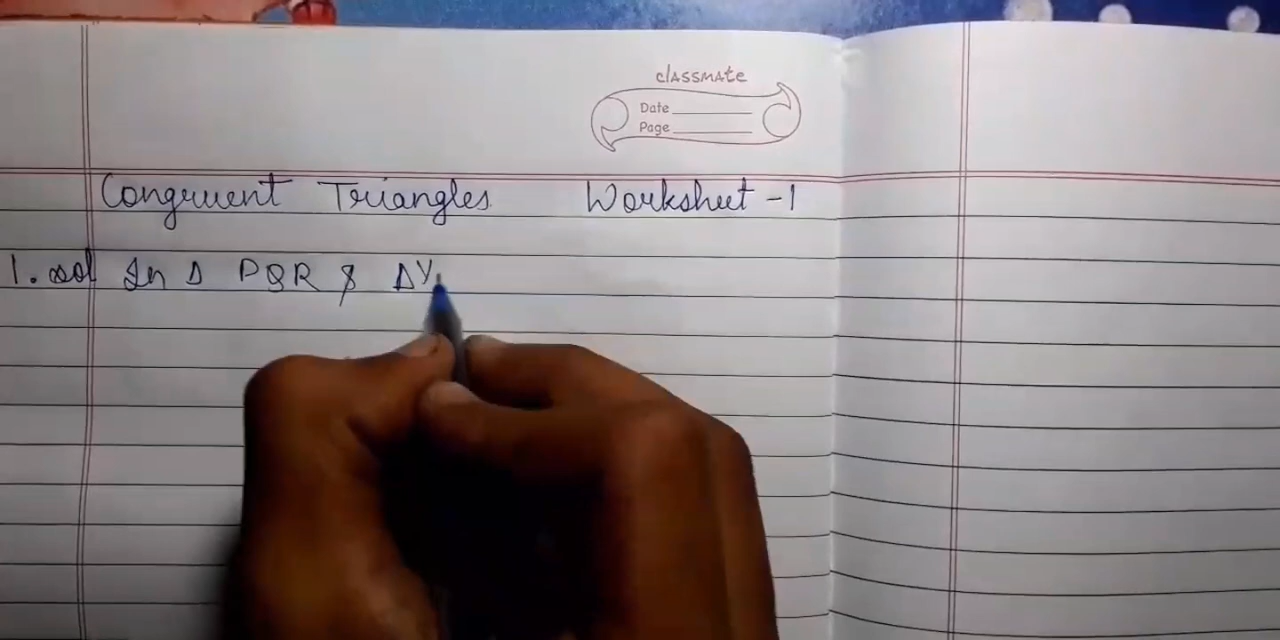 classmate
Date
Page
Congruent Triangles Worksheet -1
1. sol In Δ PQR & ΔY